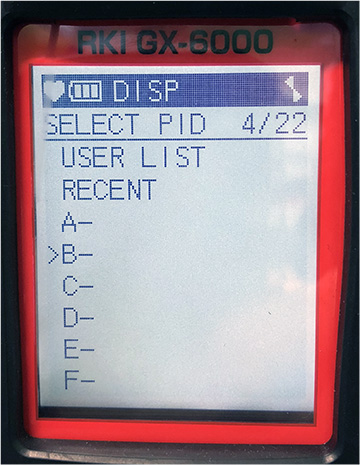 RKI GX-6000
DISP
SELECT PID 4/22
USER LIST
RECENT
A-
>B-
C-
D-
E-
F-